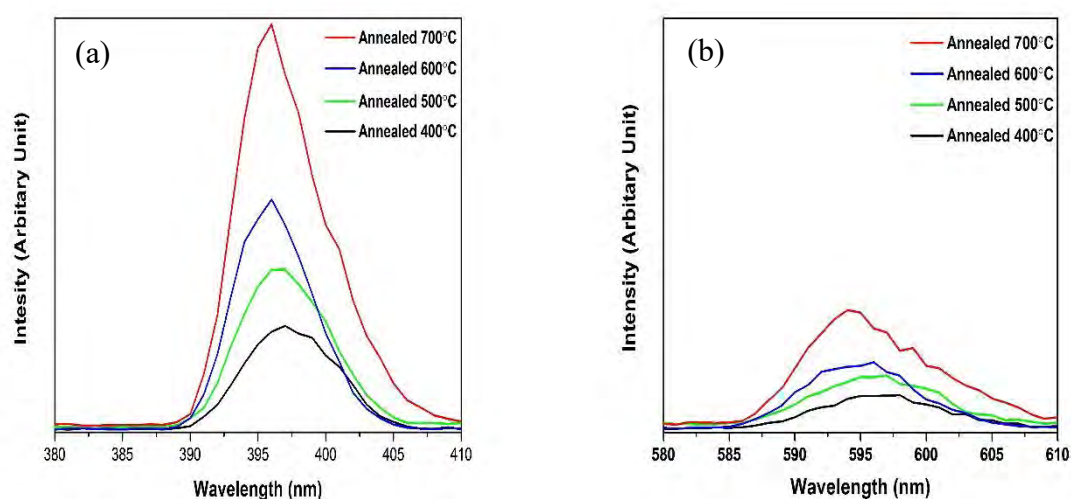 (a)
Annealed 700°C
Annealed 600°C
Annealed 500°C
Annealed 400°C
Intesity (Arbitary Unit)
380 385 390 395 400 405 410
Wavelength (nm)
(b)
Annealed 700°C
Annealed 600°C
Annealed 500°C
Annealed 400°C
Intensity (Arbitary Unit)
580 585 590 595 600 605 610
Wavelength (nm)